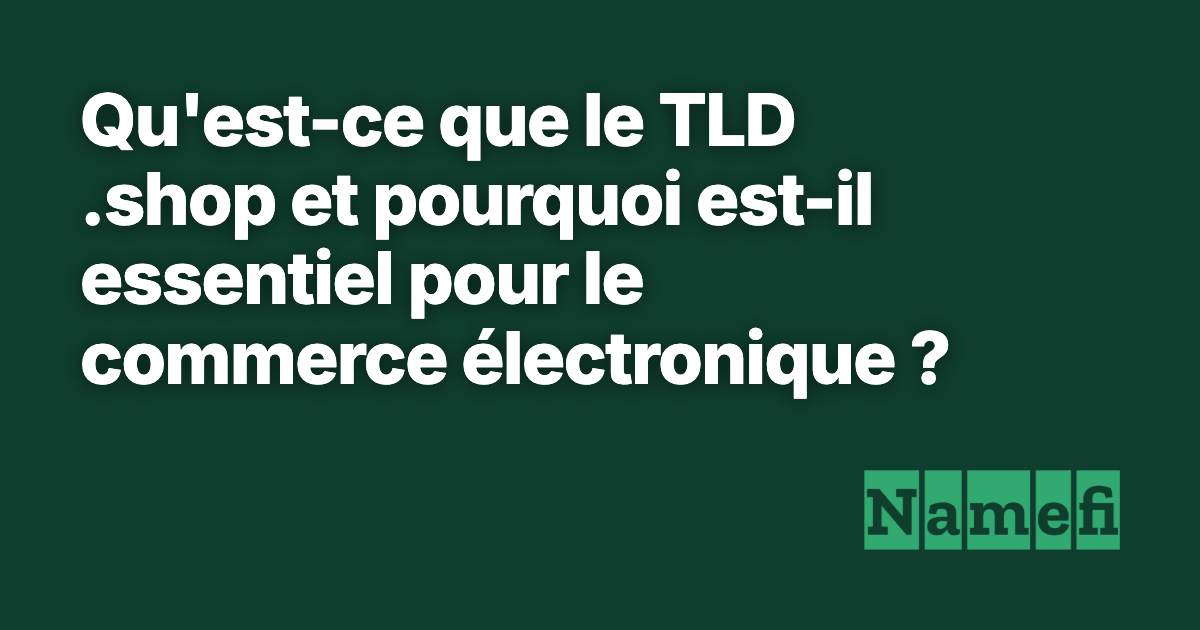 Qu'est-ce que le TLD
.shop et pourquoi est-il
essentiel pour le
commerce électronique ?
Namefi